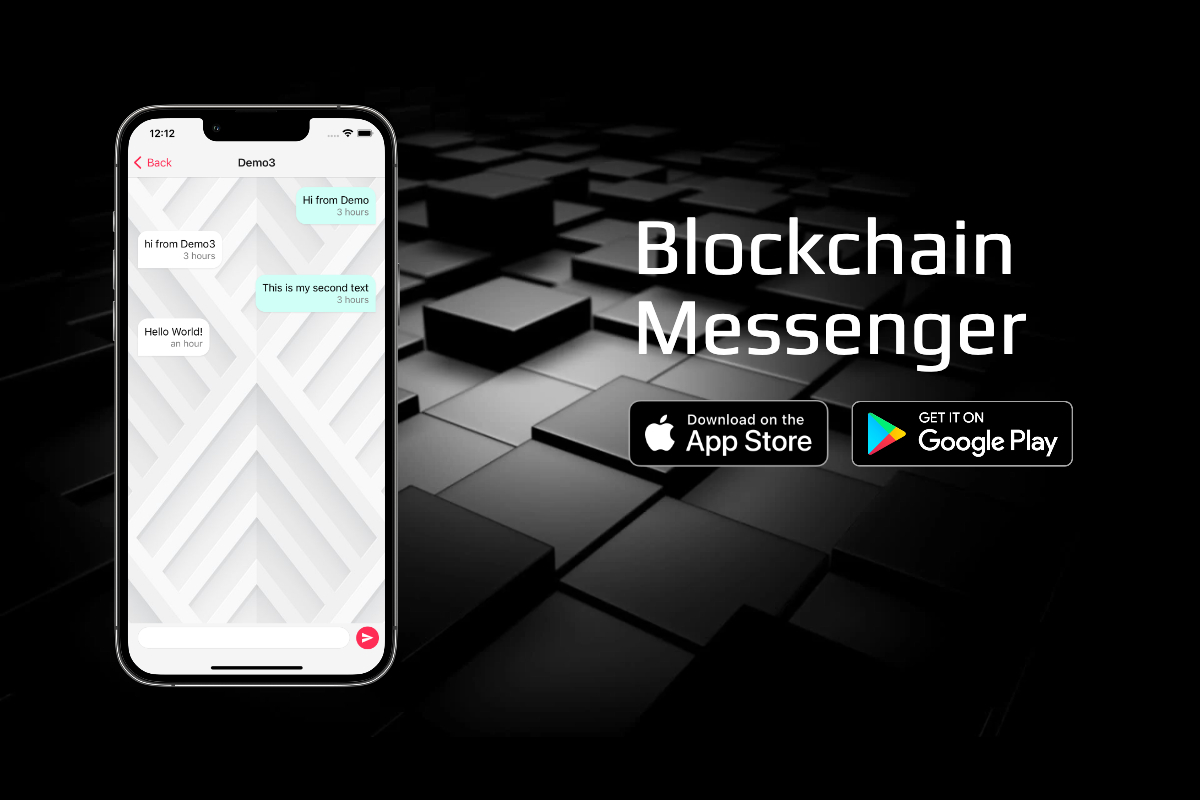 12:12
Back
Demo3
Hi from Demo
3 hours
hi from Demo3
3 hours
This is my second text
3 hours
Hello World!
an hour
Blockchain
Messenger
Download on the
App Store
GET IT ON
Google Play